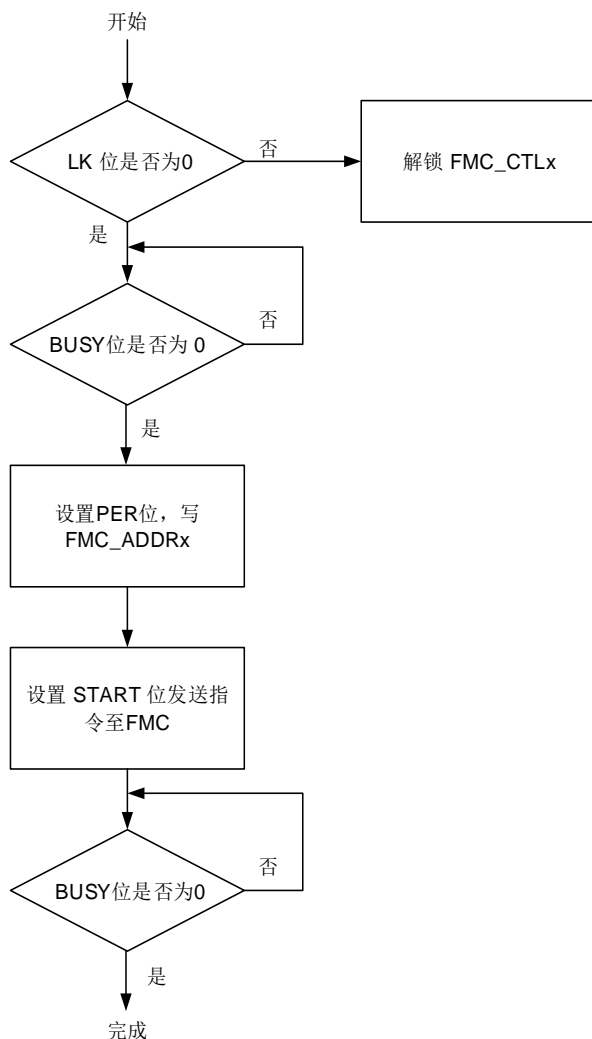 开始
LK 位是否为0
否
解锁 FMC_CTLx
是
BUSY位是否为 0
否
是
设置PER位，写
FMC_ADDRx
设置 START 位发送指
令至FMC
BUSY位是否为0
否
是
完成